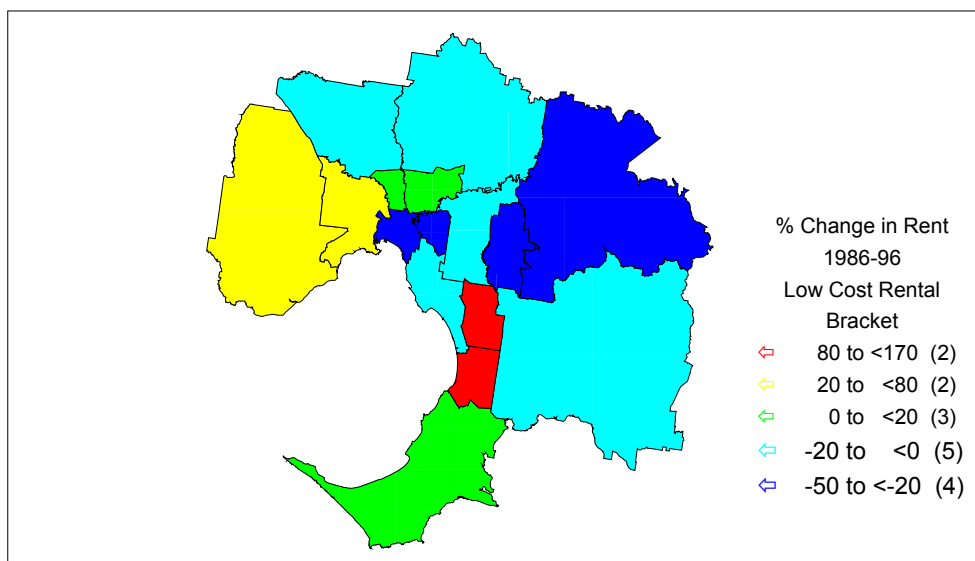 % Change in Rent
1986-96
Low Cost Rental
Bracket
80 to <170 (2)
20 to <80 (2)
0 to <20 (3)
-20 to <0 (5)
-50 to <-20 (4)